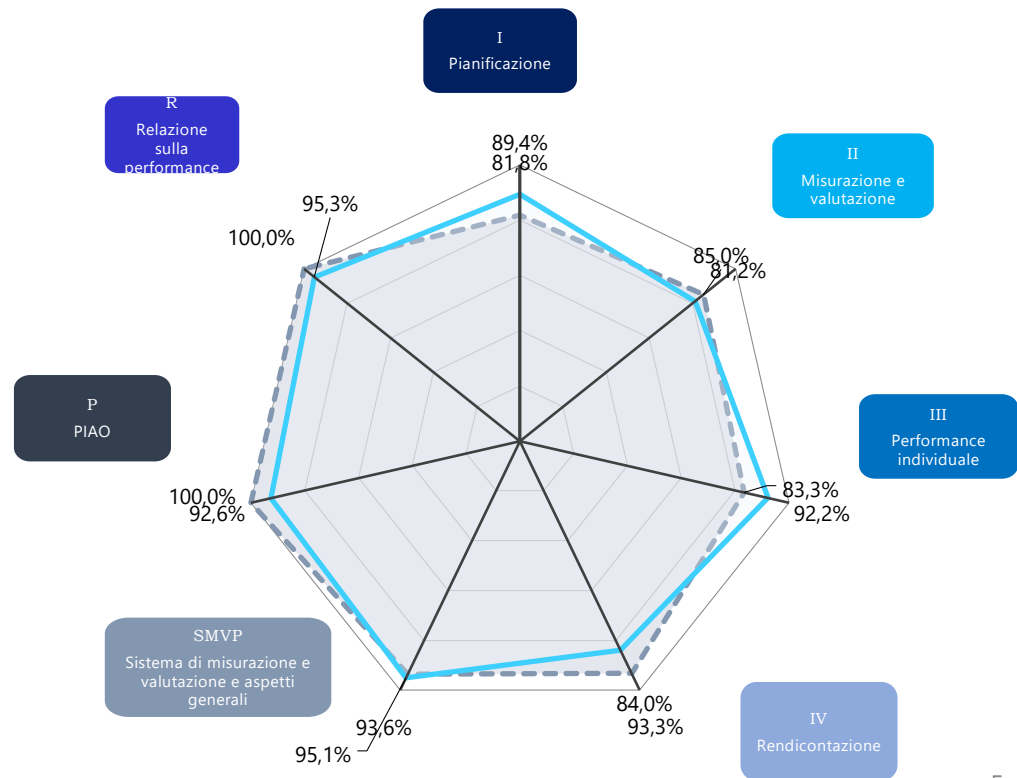 I
Pianificazione
R
Relazione
sulla
performance
89,4%
81,8%
II
Misurazione e
valutazione
95,3%
100,0%
85,0%
81,2%
P
PIAO
III
Performance
individuale
83,3%
92,2%
100,0%
92,6%
SMVP
Sistema di misurazione e
valutazione e aspetti
generali
93,6%
95,1%
84,0%
93,3%
IV
Rendicontazione